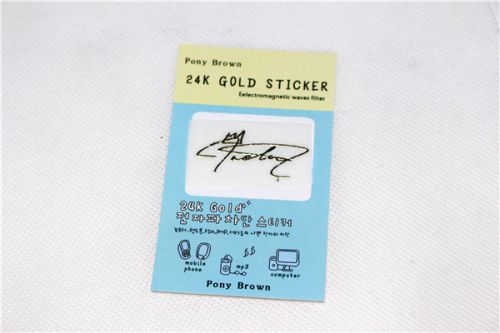 Pony Brown
24K GOLD STICKER
Eelectromagnetic waves filter
24K Gold
전자파 차단 스티커
mobile phone
mp3
computer
Pony Brown